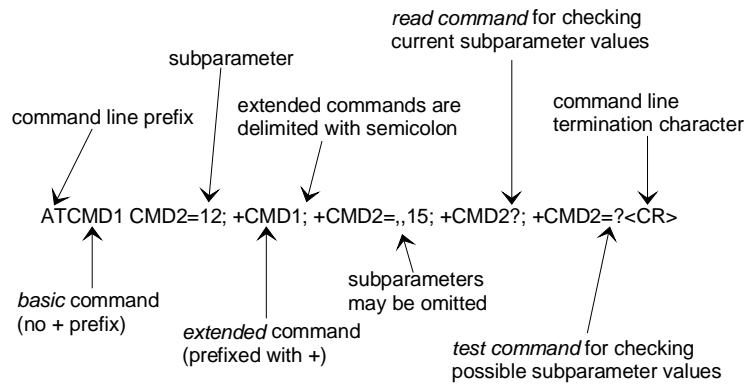 read command for checking
current subparameter values
subparameter
extended commands are
delimited with semicolon
command line
termination character
command line prefix
ATCMD1 CMD2=12; +CMD1; +CMD2=,,15; +CMD2?; +CMD2=?<CR>
basic command
(no + prefix)
extended command
(prefixed with +)
subparameters
may be omitted
test command for checking
possible subparameter values